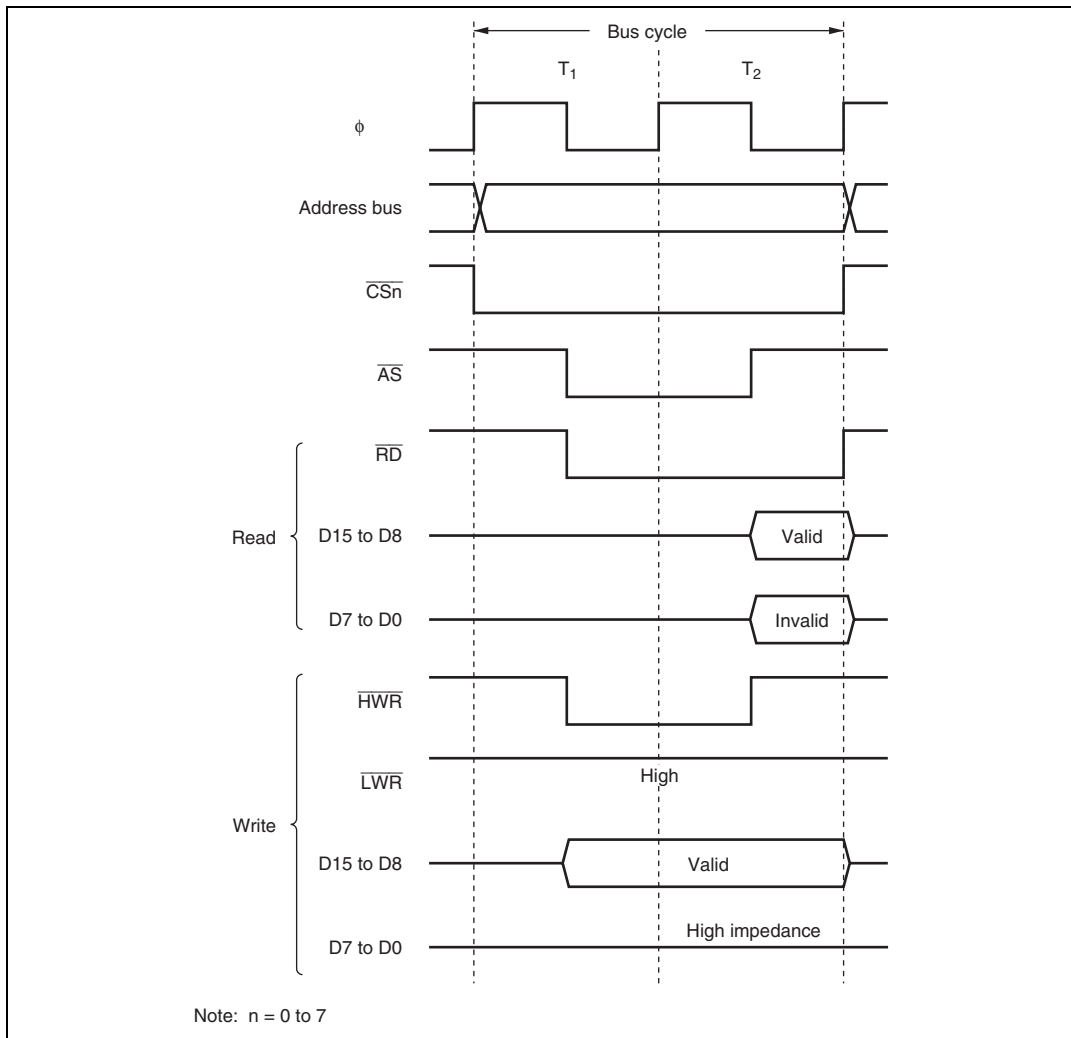 Bus cycle
T1 T2
φ
Address bus
CSn
AS
RD
Read D15 to D8 Valid
D7 to D0 Invalid
HWR
LWR High
Write
D15 to D8 Valid
D7 to D0 High impedance
Note: n = 0 to 7